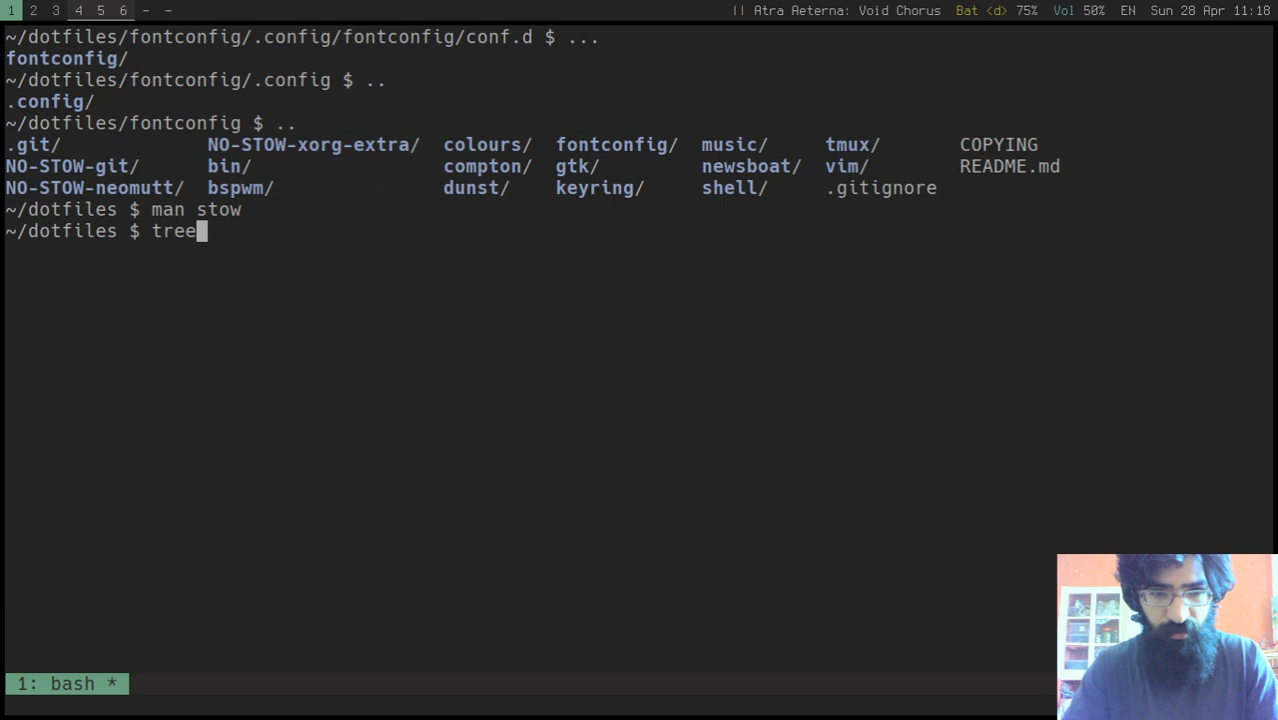 1 2 3 4 5 6 - - || Atra Aeterna: Void Chorus Bat <d> 75% Vol 50% EN Sun 28 Apr 11:18
~/dotfiles/fontconfig/.config/fontconfig/conf.d $ ...
fontconfig/
~/dotfiles/fontconfig/.config $ ..
.config/
~/dotfiles/fontconfig $ ..
.git/ NO-STOW-xorg-extra/ colours/ fontconfig/ music/ tmux/ COPYING
NO-STOW-git/ bin/ compton/ gtk/ newsboat/ vim/ README.md
NO-STOW-neomutt/ bspwm/ dunst/ keyring/ shell/ .gitignore
~/dotfiles $ man stow
~/dotfiles $ tree
1: bash *